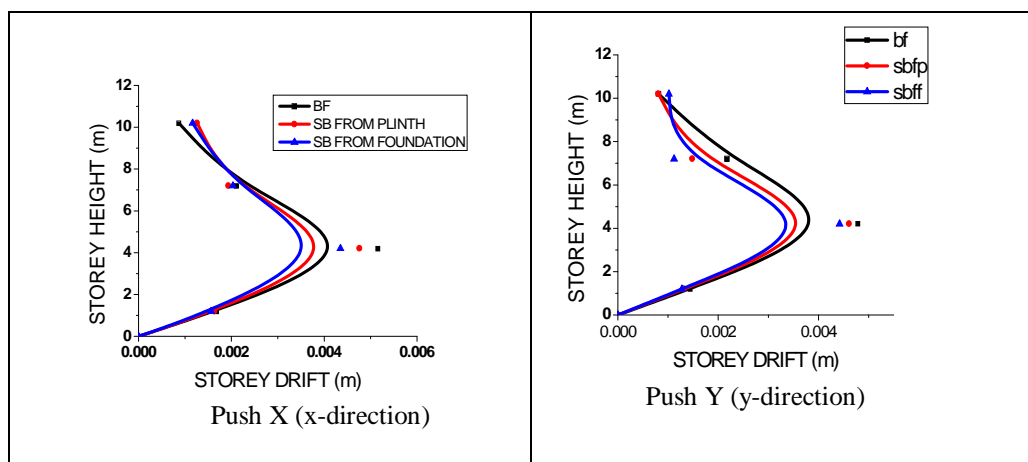 12
10
8
6
4
2
0
STOREY HEIGHT (m)
BF
SB FROM PLINTH
SB FROM FOUNDATION
0.000
0.002
0.004
0.006
STOREY DRIFT (m)
Push X (x-direction)
bf
sbfp
sbff
12
10
8
6
4
2
0
STOREY HEIGHT (m)
0.000
0.002
0.004
STOREY DRIFT (m)
Push Y (y-direction)